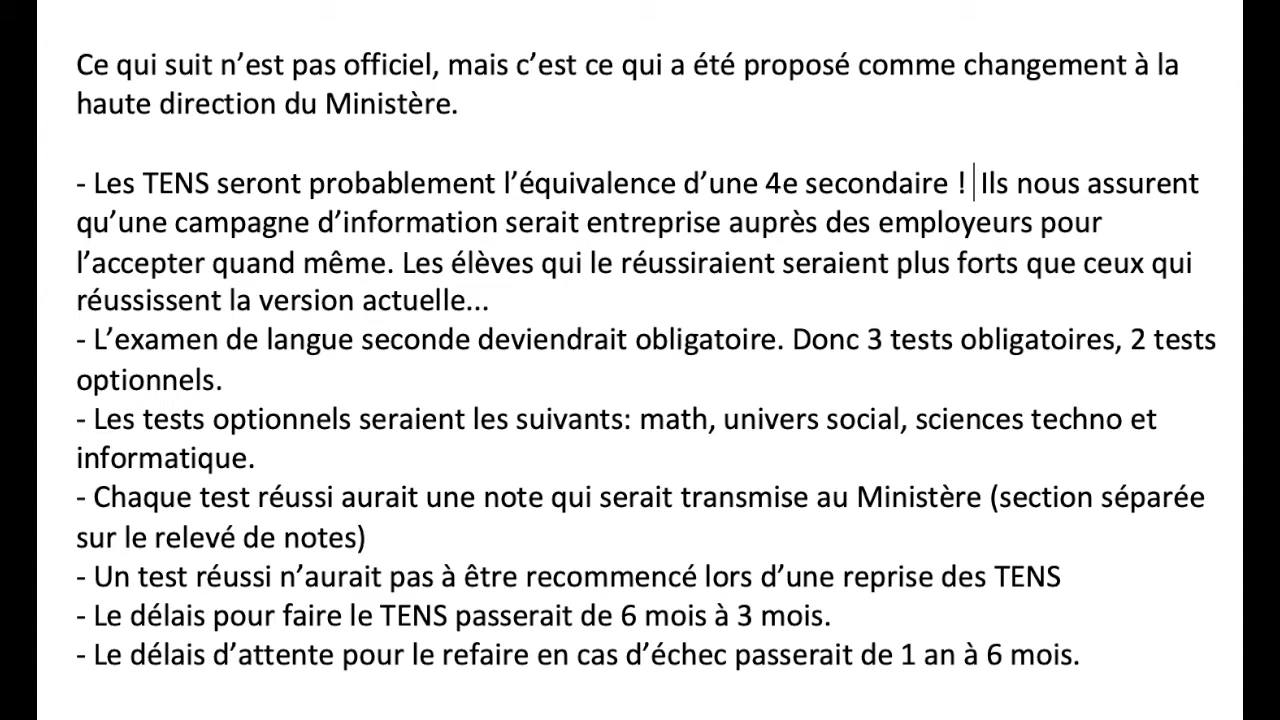 Ce qui suit n’est pas officiel, mais c’est ce qui a été proposé comme changement à la
haute direction du Ministère.
- Les TENS seront probablement l’équivalence d’une 4e secondaire ! Ils nous assurent
qu’une campagne d’information serait entreprise auprès des employeurs pour
l’accepter quand même. Les élèves qui le réussiraient seraient plus forts que ceux qui
réussissent la version actuelle...
- L’examen de langue seconde deviendrait obligatoire. Donc 3 tests obligatoires, 2 tests
optionnels.
- Les tests optionnels seraient les suivants: math, univers social, sciences techno et
informatique.
- Chaque test réussi aurait une note qui serait transmise au Ministère (section séparée
sur le relevé de notes)
- Un test réussi n’aurait pas à être recommencé lors d’une reprise des TENS
- Le délais pour faire le TENS passerait de 6 mois à 3 mois.
- Le délais d’attente pour le refaire en cas d’échec passerait de 1 an à 6 mois.